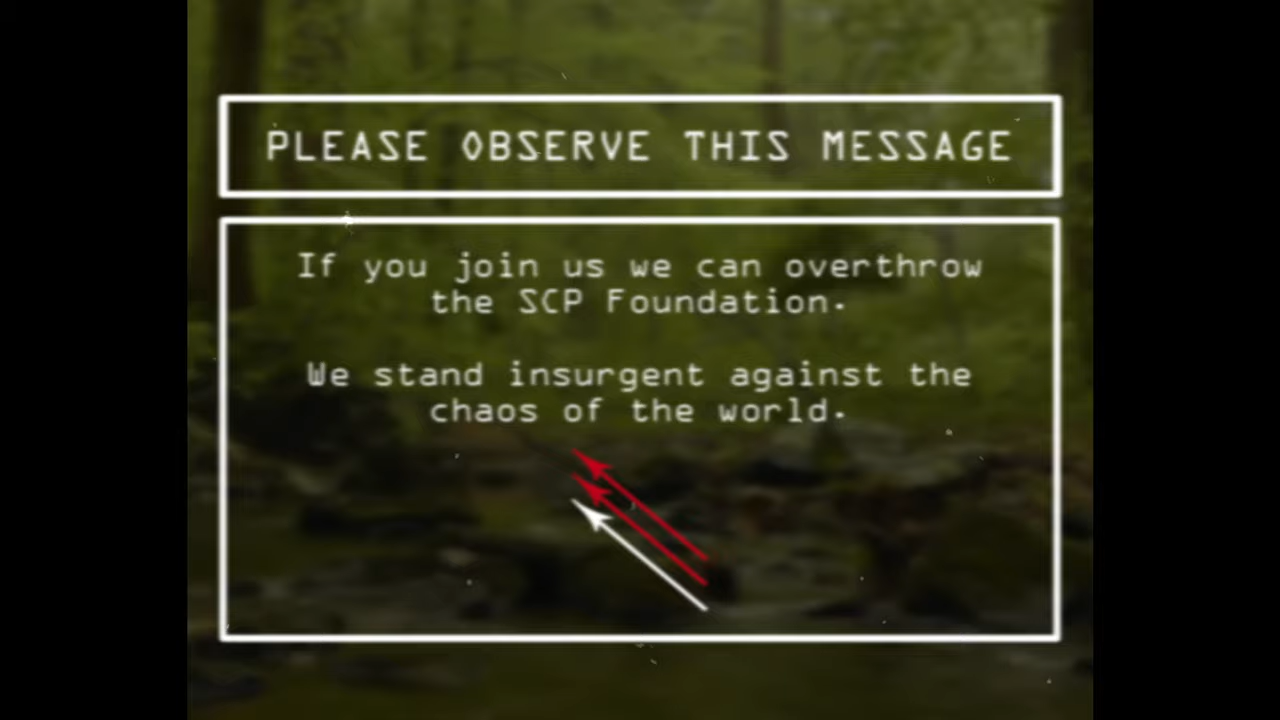 PLEASE OBSERVE THIS MESSAGE
If you join us we can overthrow
the SCP Foundation.
We stand insurgent against the
chaos of the world.